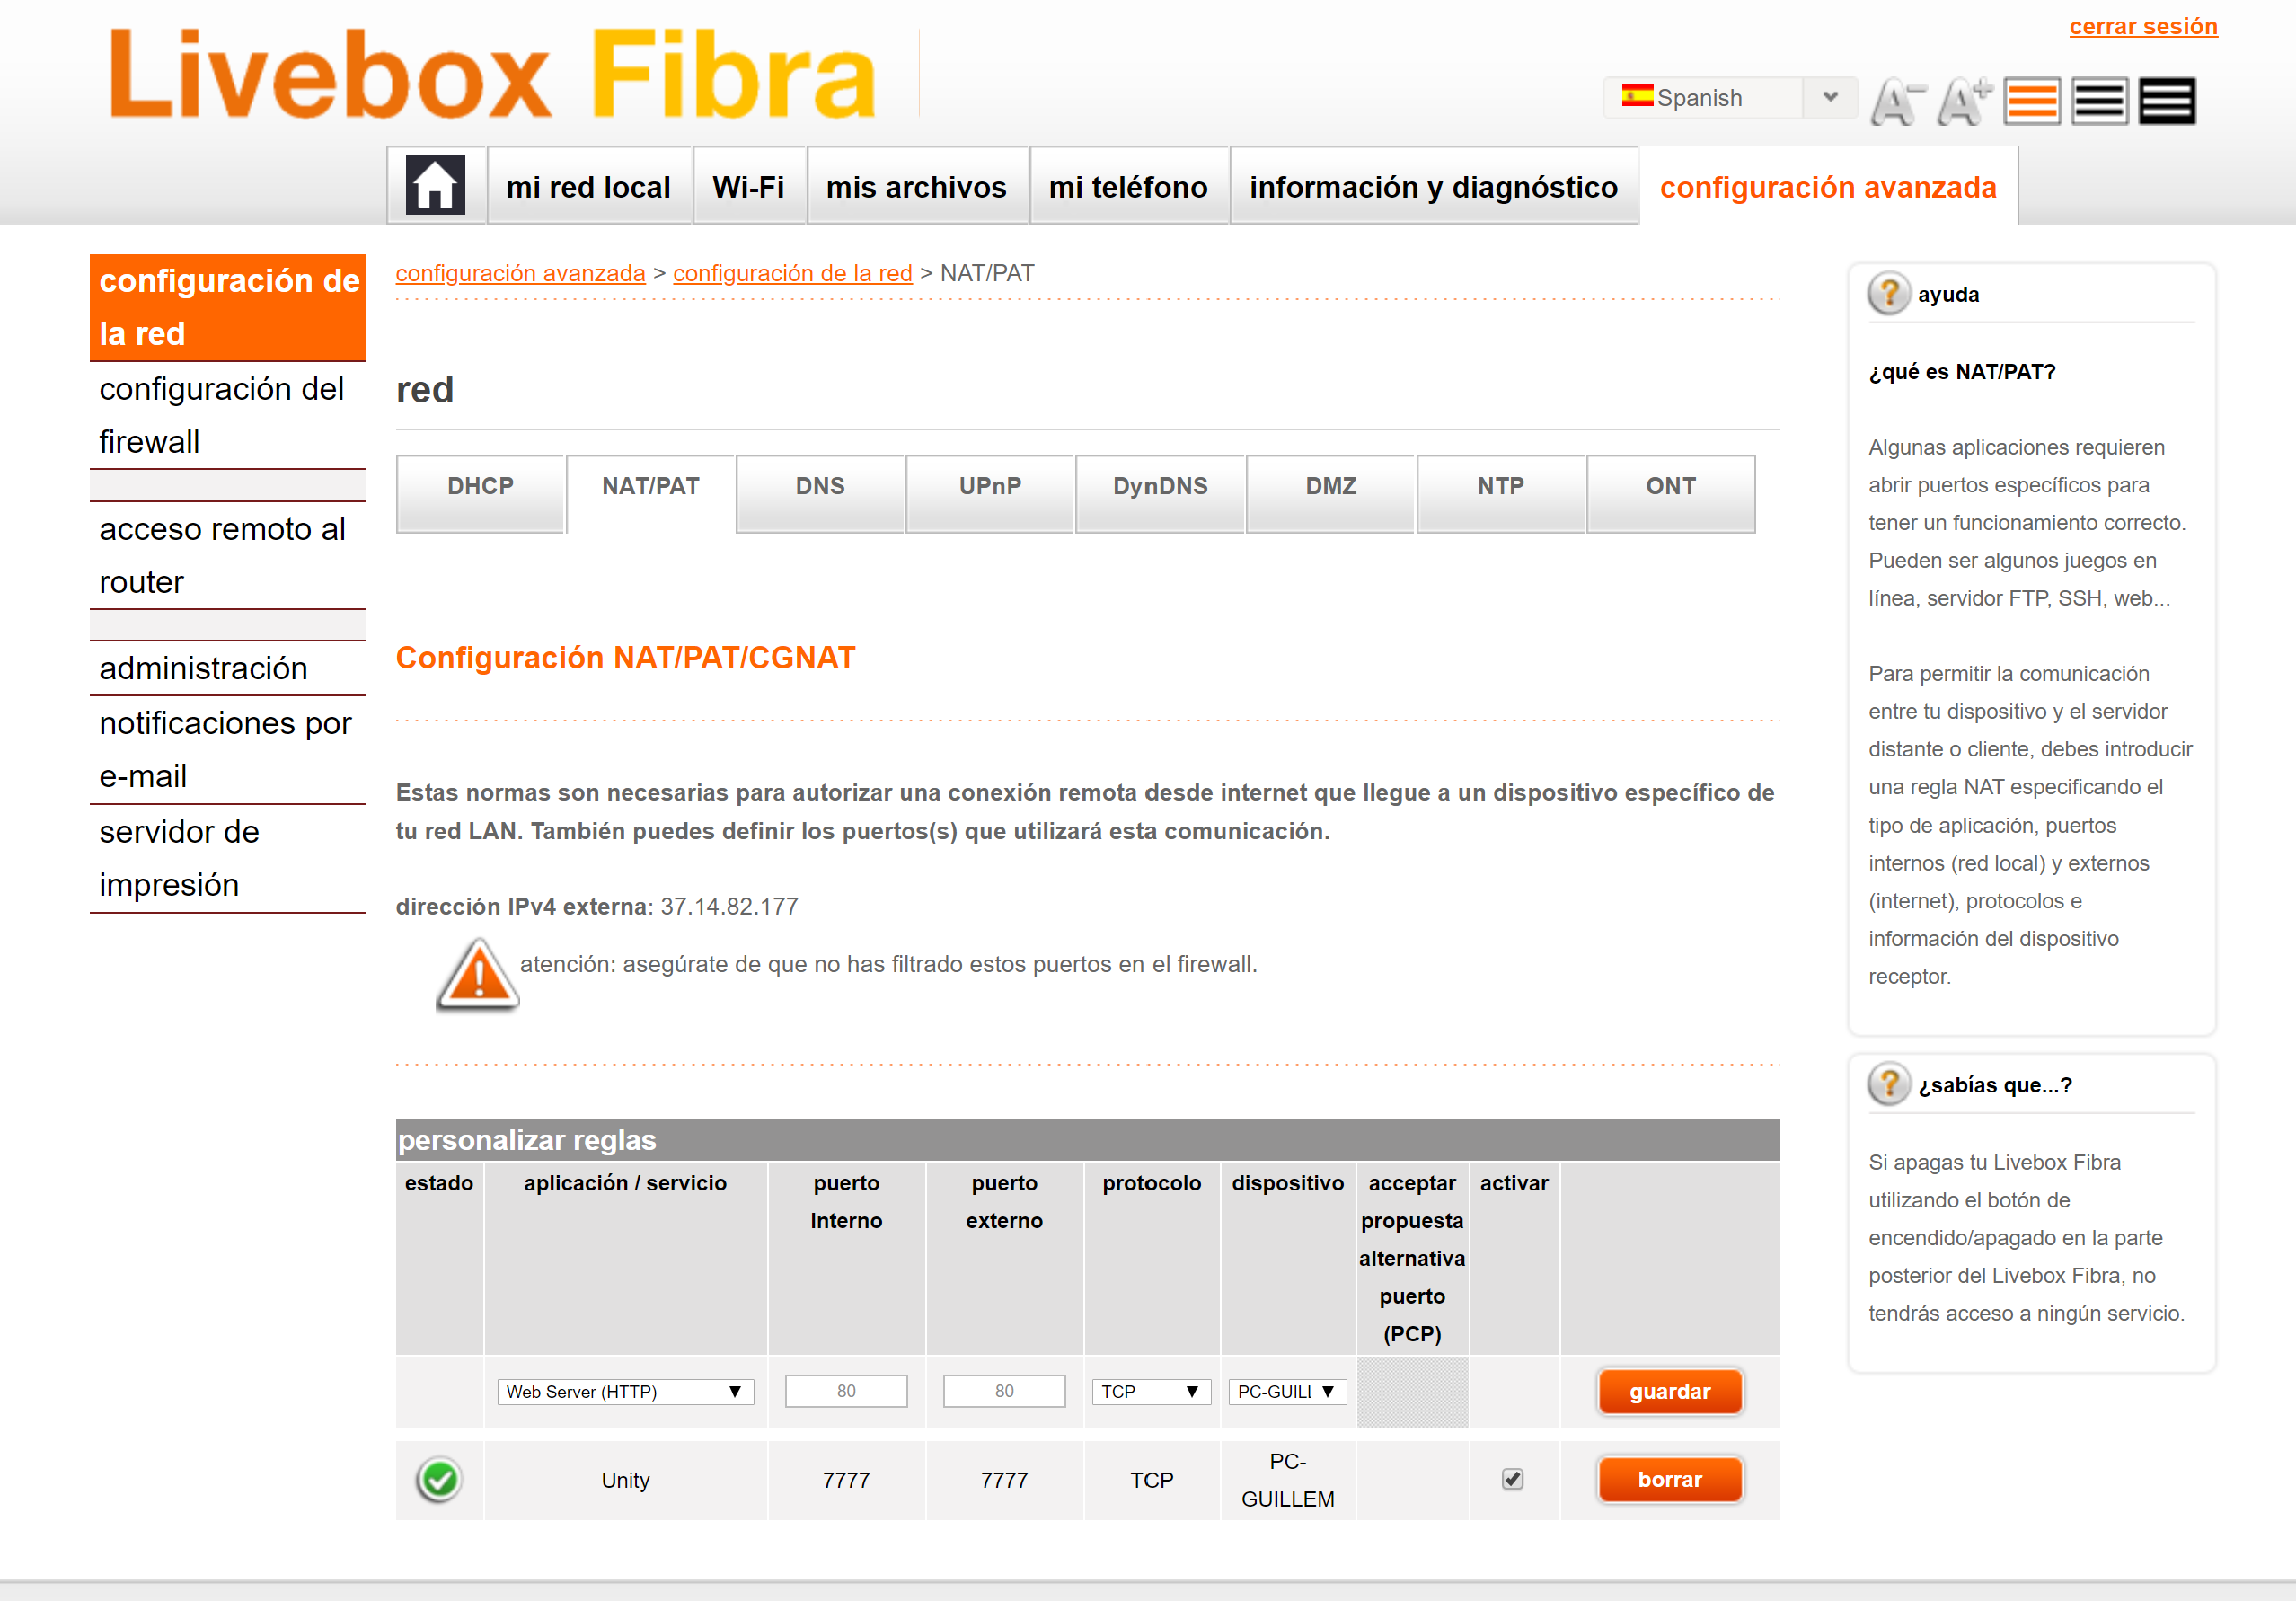 cerrar sesión
Livebox Fibra
Spanish
A- A+
mi red local Wi-Fi mis archivos mi teléfono información y diagnóstico configuración avanzada
configuración de
la red
configuración del
firewall
acceso remoto al
router
administración
notificaciones por
e-mail
servidor de
impresión
configuración avanzada > configuración de la red > NAT/PAT
red
DHCP NAT/PAT DNS UPnP DynDNS DMZ NTP ONT
Configuración NAT/PAT/CGNAT
Estas normas son necesarias para autorizar una conexión remota desde internet que llegue a un dispositivo específico de
tu red LAN. También puedes definir los puertos(s) que utilizará esta comunicación.
dirección IPv4 externa: 37.14.82.177
atención: asegúrate de que no has filtrado estos puertos en el firewall.
personalizar reglas
estado aplicación / servicio puerto interno puerto externo protocolo dispositivo acceptar propuesta alternativa puerto (PCP) activar
Web Server (HTTP) 80 80 TCP PC-GUILI guardar
Unity 7777 7777 TCP PC-GUILLEM borrar
ayuda
¿qué es NAT/PAT?
Algunas aplicaciones requieren
abrir puertos específicos para
tener un funcionamiento correcto.
Pueden ser algunos juegos en
línea, servidor FTP, SSH, web...
Para permitir la comunicación
entre tu dispositivo y el servidor
distante o cliente, debes introducir
una regla NAT especificando el
tipo de aplicación, puertos
internos (red local) y externos
(internet), protocolos e
información del dispositivo
receptor.
¿sabías que...?
Si apagas tu Livebox Fibra
utilizando el botón de
encendido/apagado en la parte
posterior del Livebox Fibra, no
tendrás acceso a ningún servicio.